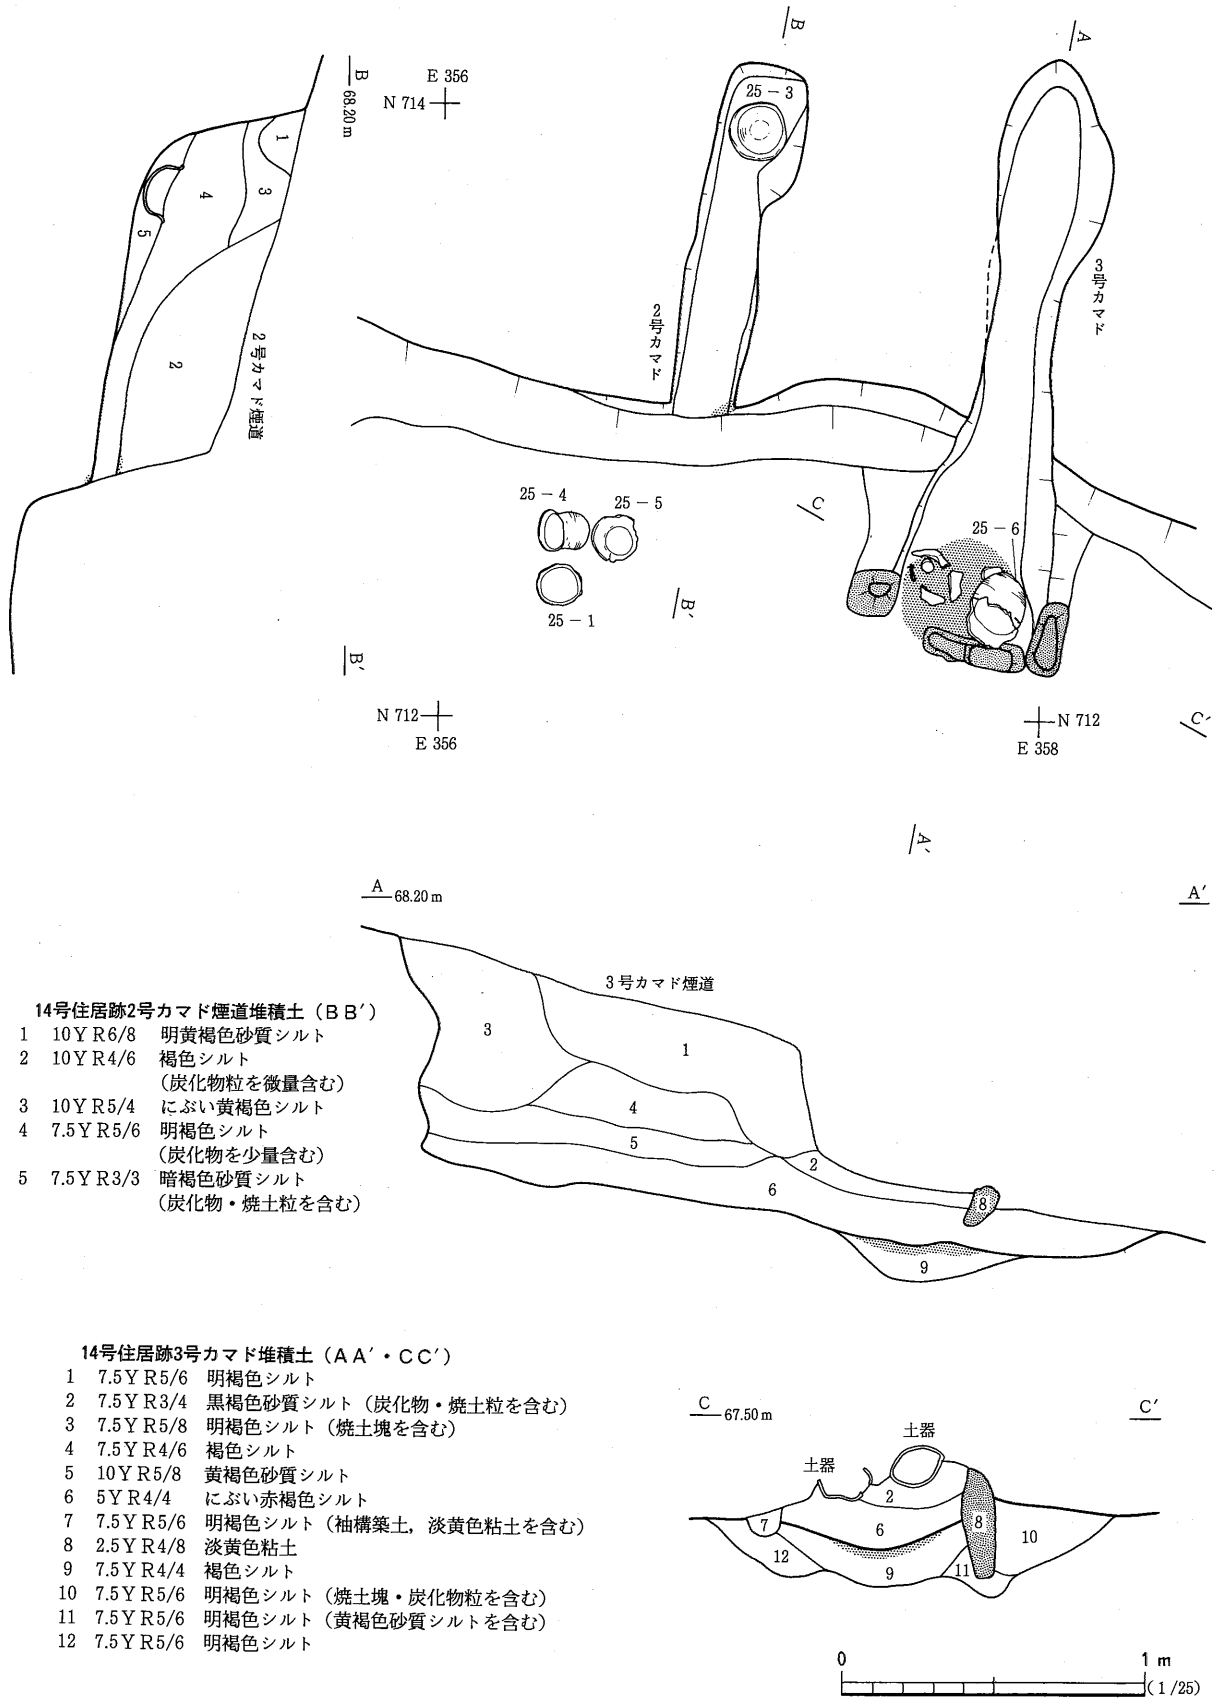 B
A
B
68.20m
E 356
N 714
25-3
1
3
4
5
2
2号カマド煙道
2号カマド
3号カマド
25-4
25-5
C
25-6
25-1
B′
B′
N 712
E 356
N 712
E 358
C′
A′
A
68.20m
A′
3号カマド煙道
3
1
4
5
2
6
8
9
14号住居跡2号カマド煙道堆積土（BB′）
1 10YR6/8 明黄褐色砂質シルト
2 10YR4/6 褐色シルト
（炭化物粒を微量含む）
3 10YR5/4 にぶい黄褐色シルト
4 7.5YR5/6 明褐色シルト
（炭化物を少量含む）
5 7.5YR3/3 暗褐色砂質シルト
（炭化物・焼土粒を含む）
14号住居跡3号カマド堆積土（AA′・CC′）
1 7.5YR5/6 明褐色シルト
2 7.5YR3/4 黒褐色砂質シルト（炭化物・焼土粒を含む）
3 7.5YR5/8 明褐色シルト（焼土塊を含む）
4 7.5YR4/6 褐色シルト
5 10YR5/8 黄褐色砂質シルト
6 5YR4/4 にぶい赤褐色シルト
7 7.5YR5/6 明褐色シルト（袖構築土，淡黄色粘土を含む）
8 2.5YR4/8 淡黄色粘土
9 7.5YR4/4 褐色シルト
10 7.5YR5/6 明褐色シルト（焼土塊・炭化物粒を含む）
11 7.5YR5/6 明褐色シルト（黄褐色砂質シルトを含む）
12 7.5YR5/6 明褐色シルト
C
67.50m
C′
土器
土器
2
7
6
8
10
12
9
11
0 1 m
(1/25)